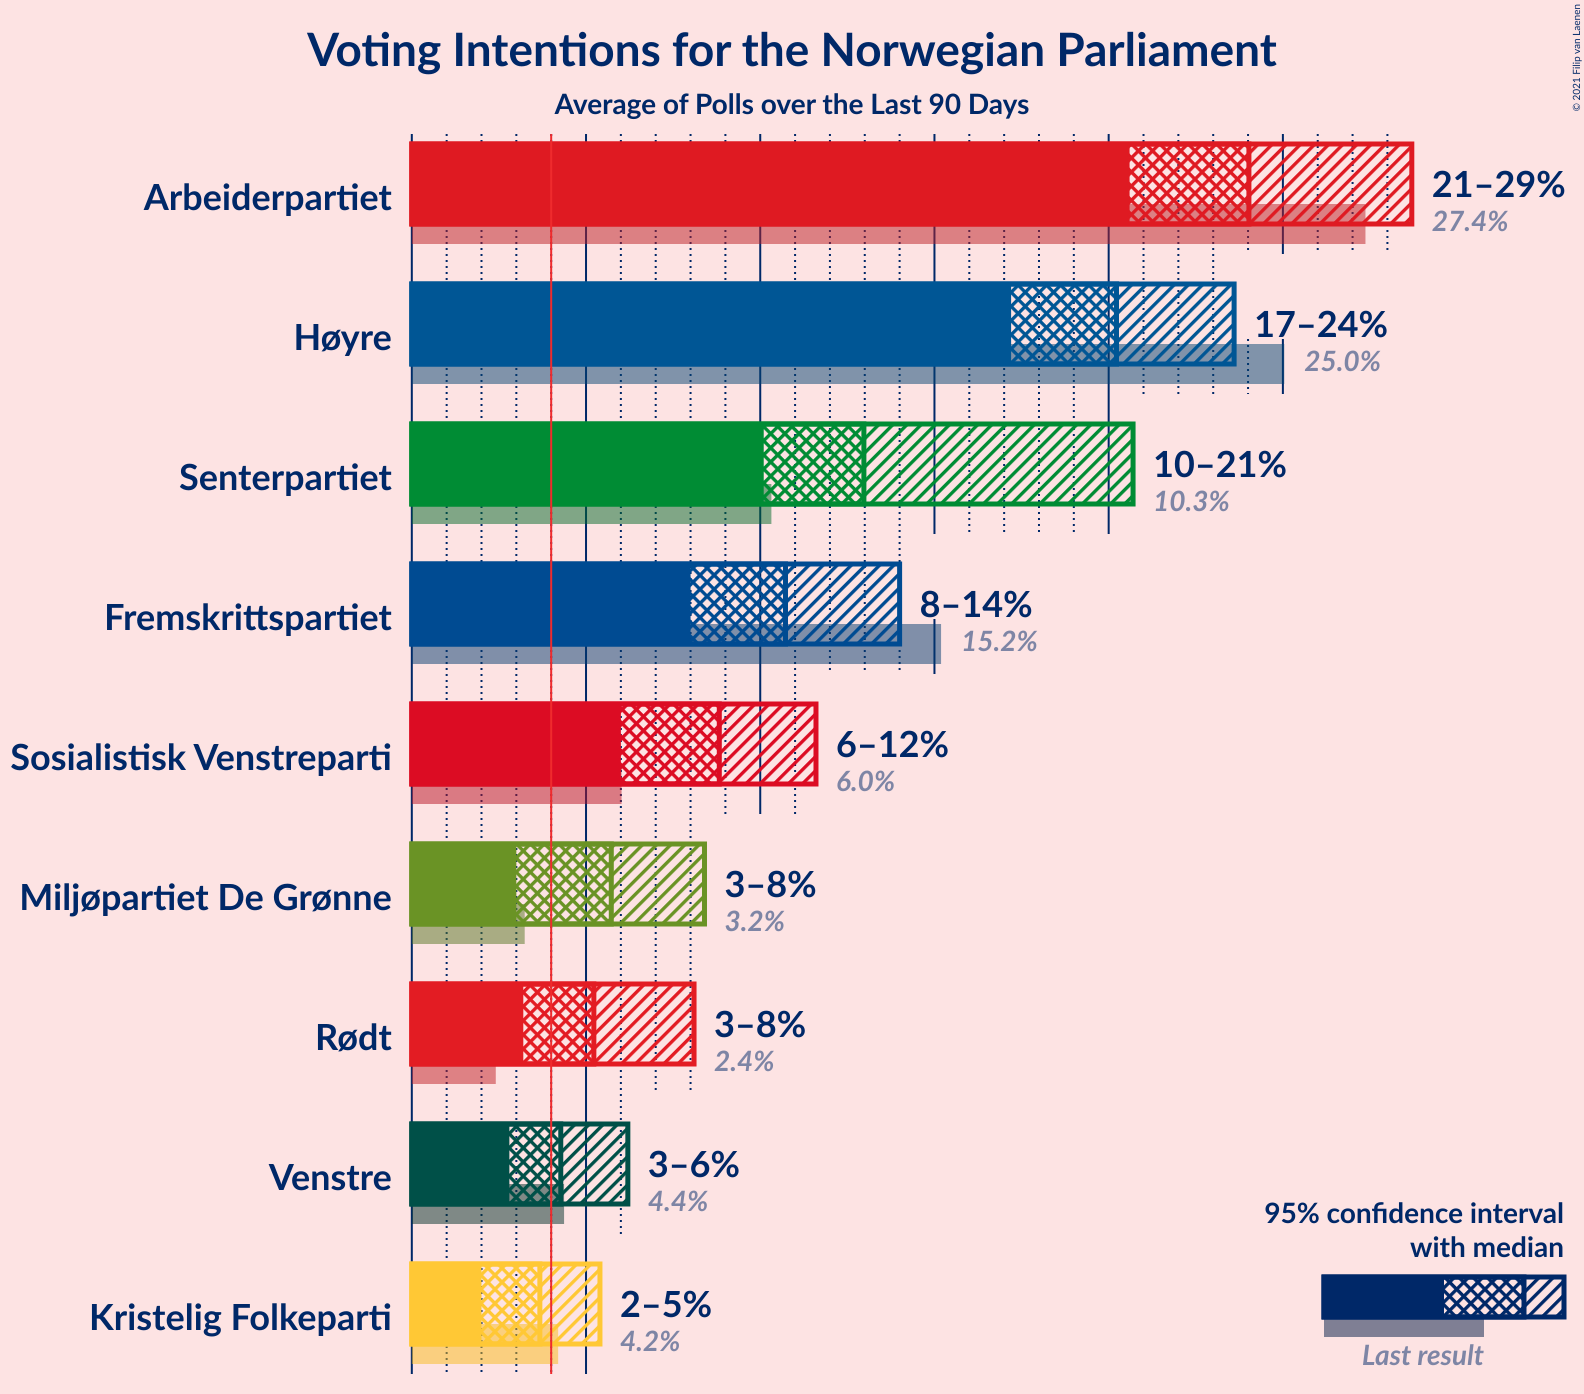 Voting Intentions for the Norwegian Parliament
Average of Polls over the Last 90 Days
© 2021 Filip van Laenen
Arbeiderpartiet
21–29%
27.4%
Høyre
17–24%
25.0%
Senterpartiet
10–21%
10.3%
Fremskrittspartiet
8–14%
15.2%
Sosialistisk Venstreparti
6–12%
6.0%
Miljøpartiet De Grønne
3–8%
3.2%
Rødt
3–8%
2.4%
Venstre
3–6%
4.4%
Kristelig Folkeparti
2–5%
4.2%
95% confidence interval
with median
Last result